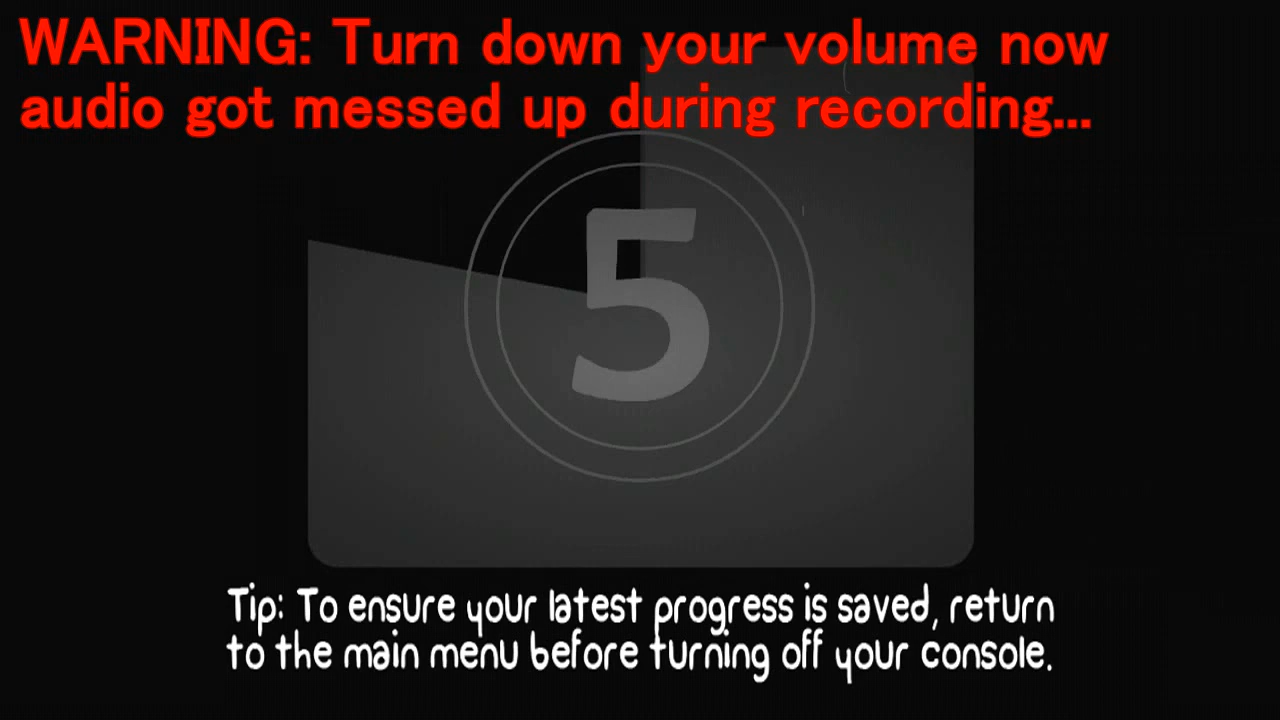 WARNING: Turn down your volume now
audio got messed up during recording...
5
Tip: To ensure your latest progress is saved, return
to the main menu before turning off your console.